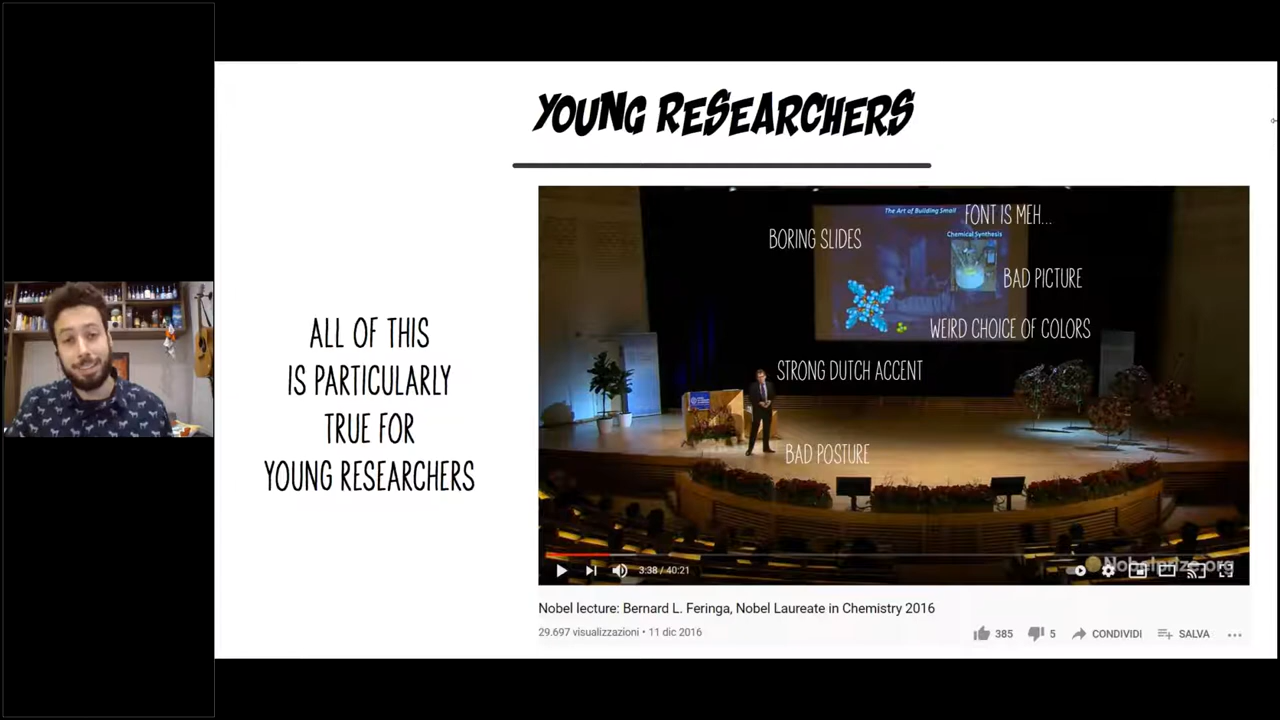 YOUNG RESEARCHERS
ALL OF THIS
IS PARTICULARLY
TRUE FOR
YOUNG RESEARCHERS
The Art of Building Small
FONT IS MEH...
Chemical Synthesis
BORING SLIDES
BAD PICTURE
WEIRD CHOICE OF COLORS
STRONG DUTCH ACCENT
BAD POSTURE
3:38 / 40:21
Nobelprize.org
Nobel lecture: Bernard L. Feringa, Nobel Laureate in Chemistry 2016
29.697 visualizzazioni • 11 dic 2016
385
5
CONDIVIDI
SALVA